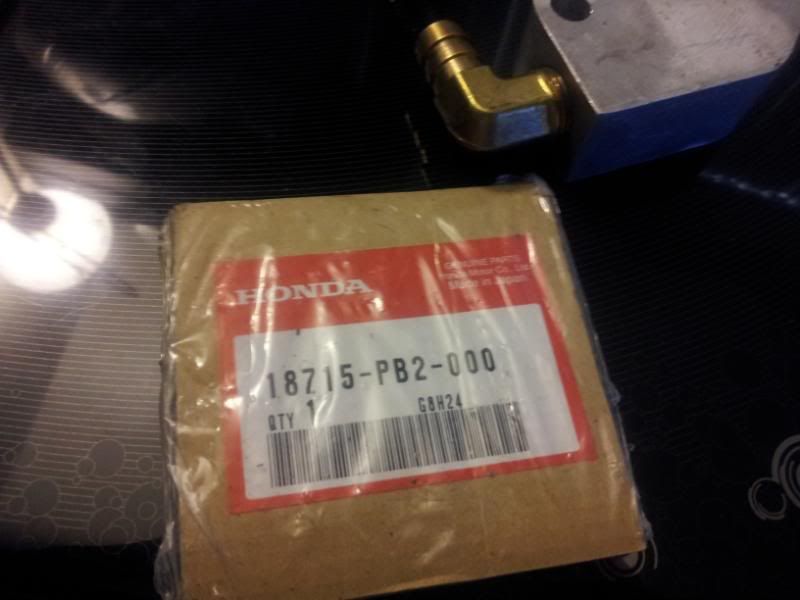 HONDA
GENUINE PARTS
Honda Motor Co., Ltd.
Made in Japan
18715-PB2-000
QTY 1 G8H24